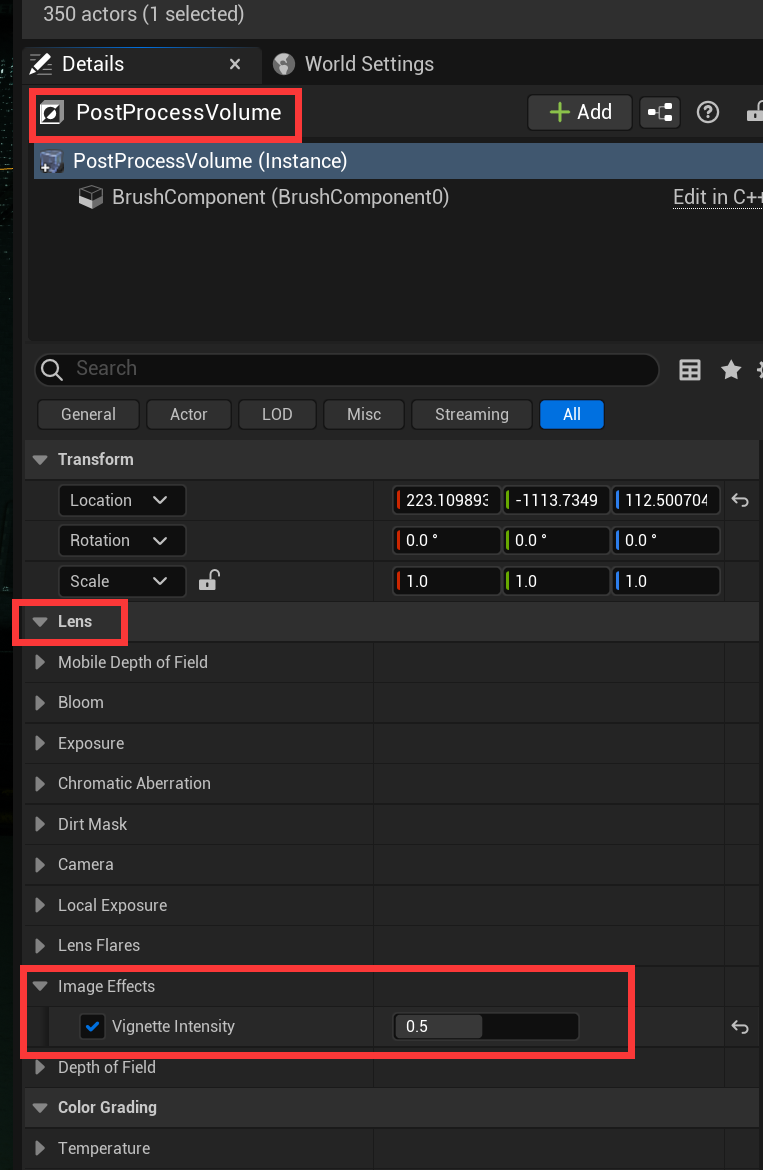 350 actors (1 selected)
Details World Settings
PostProcessVolume Add
PostProcessVolume (Instance)
BrushComponent (BrushComponent0) Edit in C++
Search
General Actor LOD Misc Streaming All
Transform
Location 223.109893 -1113.7349 112.500704
Rotation 0.0 ° 0.0 ° 0.0 °
Scale 1.0 1.0 1.0
Lens
Mobile Depth of Field
Bloom
Exposure
Chromatic Aberration
Dirt Mask
Camera
Local Exposure
Lens Flares
Image Effects
Vignette Intensity 0.5
Depth of Field
Color Grading
Temperature